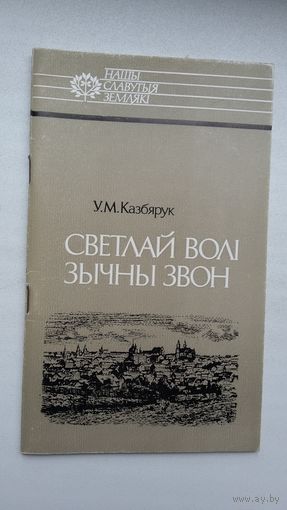 НАШЫ
СЛАВУТЫЯ
ЗЕМЛЯКІ
У.М.Казбярук
СВЕТЛАЙ ВОЛІ
ЗЫЧНЫ ЗВОН
© www.ay.by